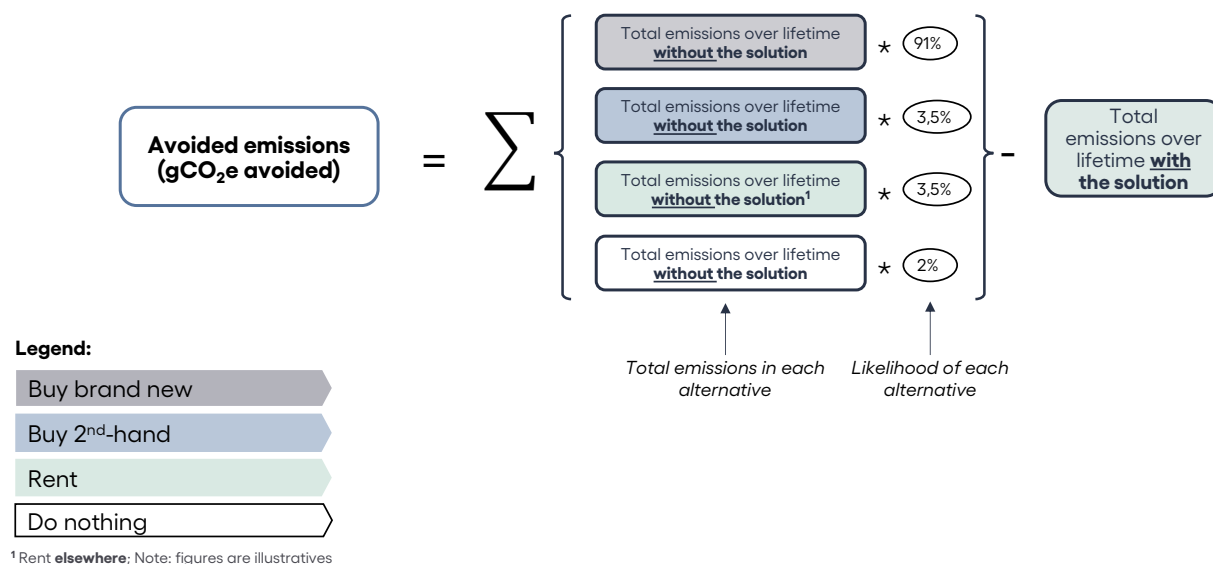 Avoided emissions
(gCO₂e avoided)
=
∑
Total emissions over lifetime
without the solution
* 91%
Total emissions over lifetime
without the solution
* 3,5%
Total emissions over lifetime
without the solution¹
* 3,5%
Total emissions over lifetime
without the solution
* 2%
-
Total
emissions over
lifetime with
the solution
Total emissions in each
alternative
Likelihood of each
alternative
Legend:
Buy brand new
Buy 2ⁿᵈ-hand
Rent
Do nothing
¹ Rent elsewhere; Note: figures are illustratives